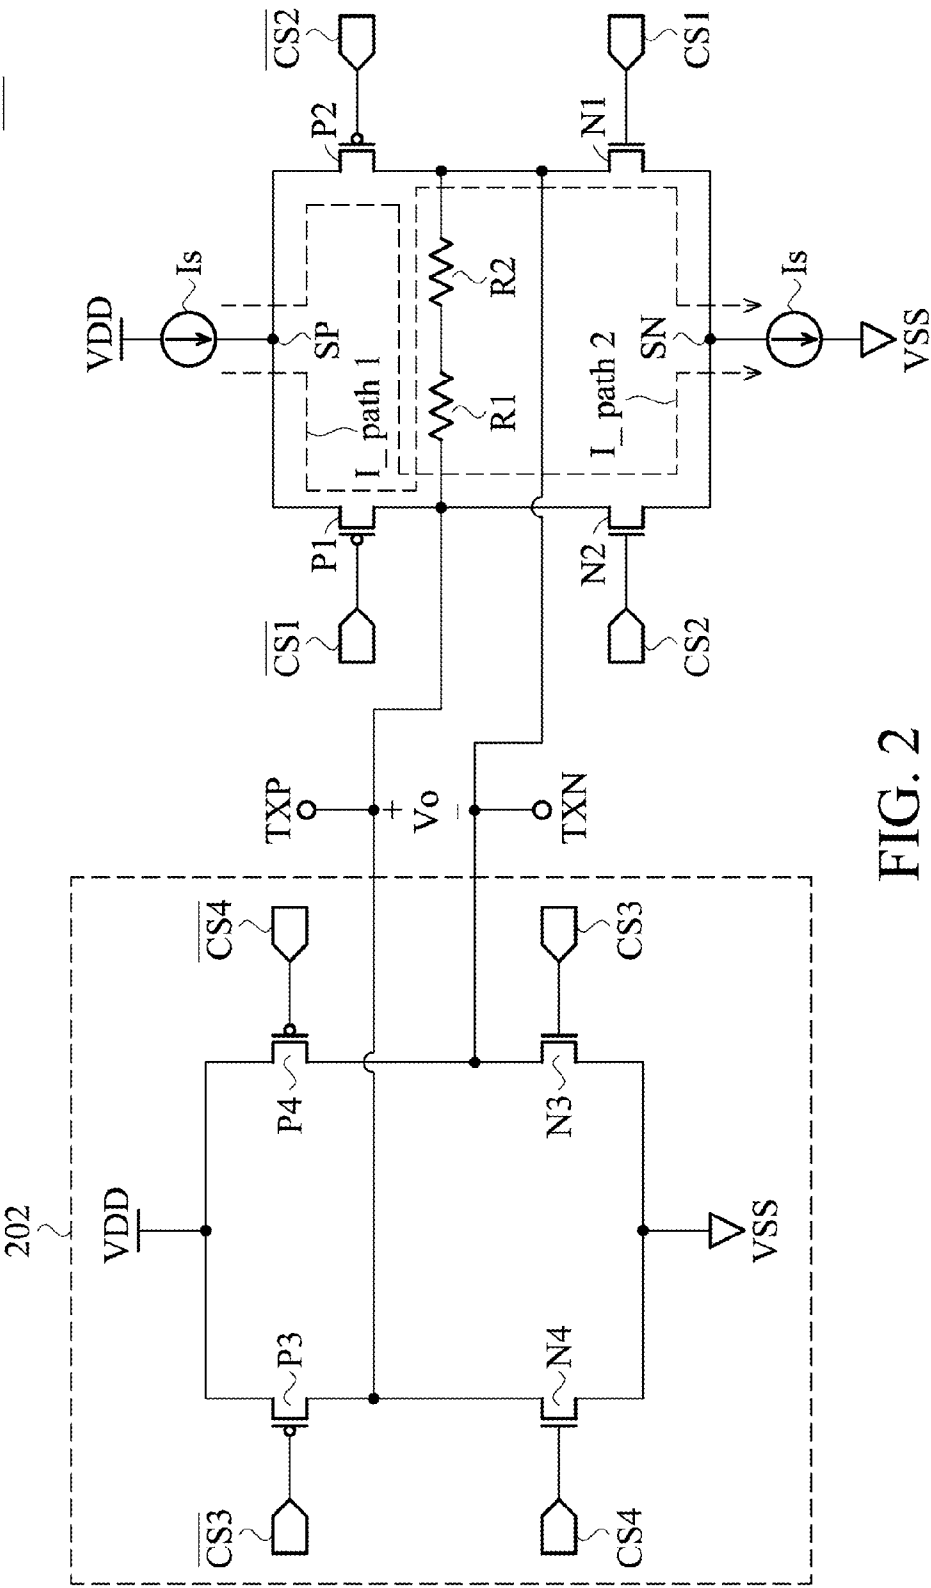 202
VDD
CS3
P3
P4
CS4
N4
N3
CS4
CS3
VSS
TXP
+
Vo
−
TXN
VDD
Is
SP
CS1
P1
P2
CS2
I_path 1
R1
R2
I_path 2
N2
N1
CS2
CS1
SN
Is
VSS
FIG. 2